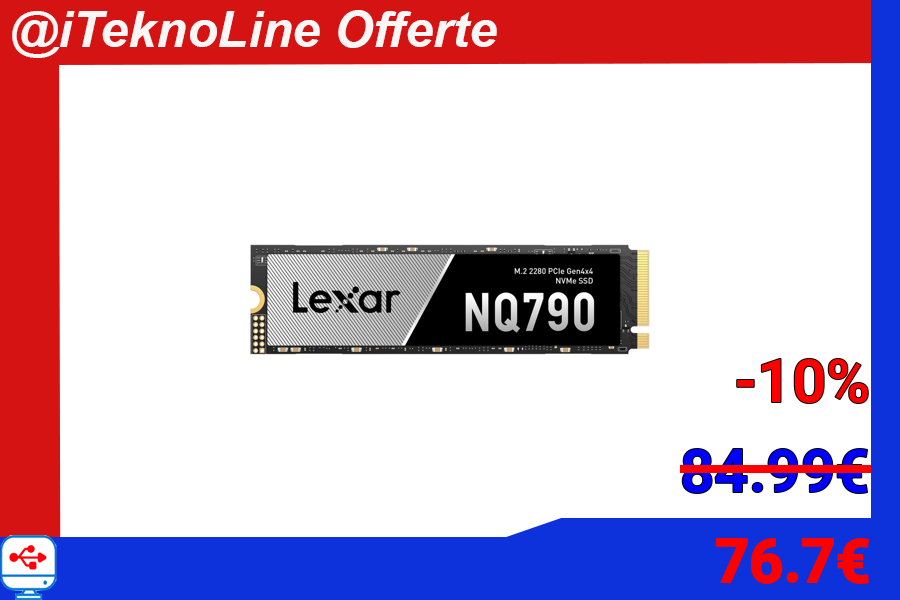 @iTeknoLine Offerte
M.2 2280 PCIe Gen4x4
NVMe SSD
Lexar
NQ790
-10%
84.99€
76.7€